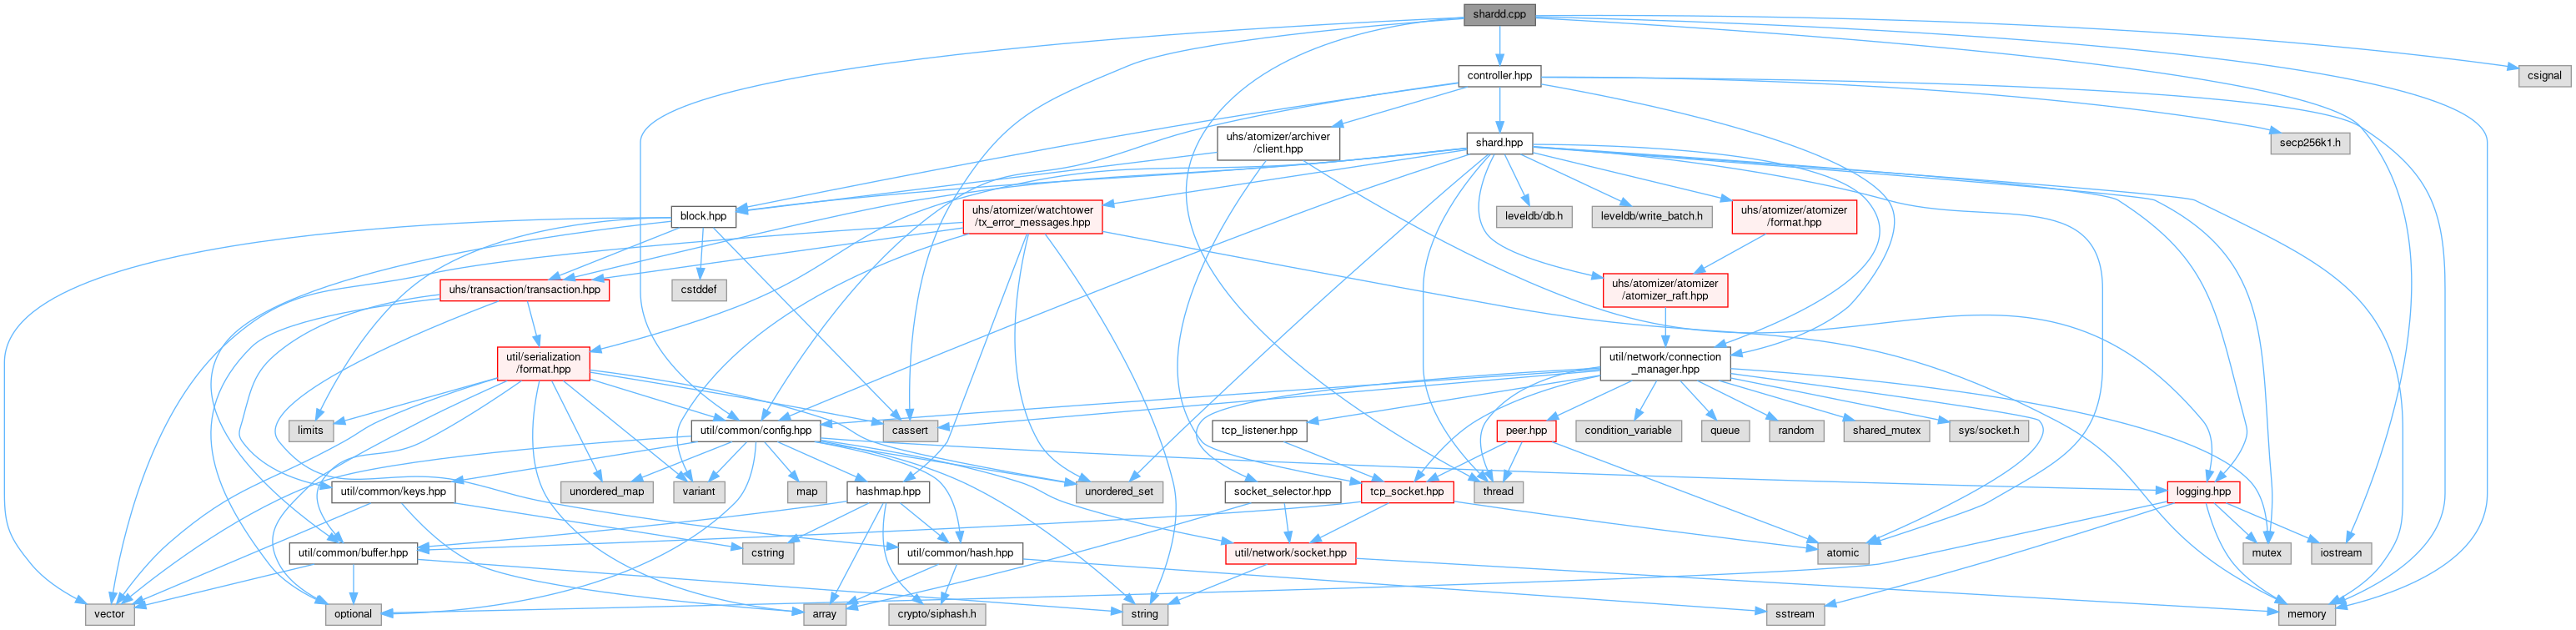 shardd.cpp
controller.hpp
csignal
uhs/atomizer/archiver
/client.hpp
shard.hpp
secp256k1.h
block.hpp
uhs/atomizer/watchtower
/tx_error_messages.hpp
leveldb/db.h
leveldb/write_batch.h
uhs/atomizer/atomizer
/format.hpp
uhs/transaction/transaction.hpp
cstddef
uhs/atomizer/atomizer
/atomizer_raft.hpp
util/serialization
/format.hpp
util/network/connection
_manager.hpp
limits
util/common/config.hpp
cassert
tcp_listener.hpp
peer.hpp
condition_variable
queue
random
shared_mutex
sys/socket.h
util/common/keys.hpp
unordered_map
variant
map
hashmap.hpp
unordered_set
socket_selector.hpp
tcp_socket.hpp
thread
logging.hpp
util/common/buffer.hpp
cstring
util/common/hash.hpp
util/network/socket.hpp
atomic
mutex
iostream
vector
optional
array
crypto/siphash.h
string
sstream
memory